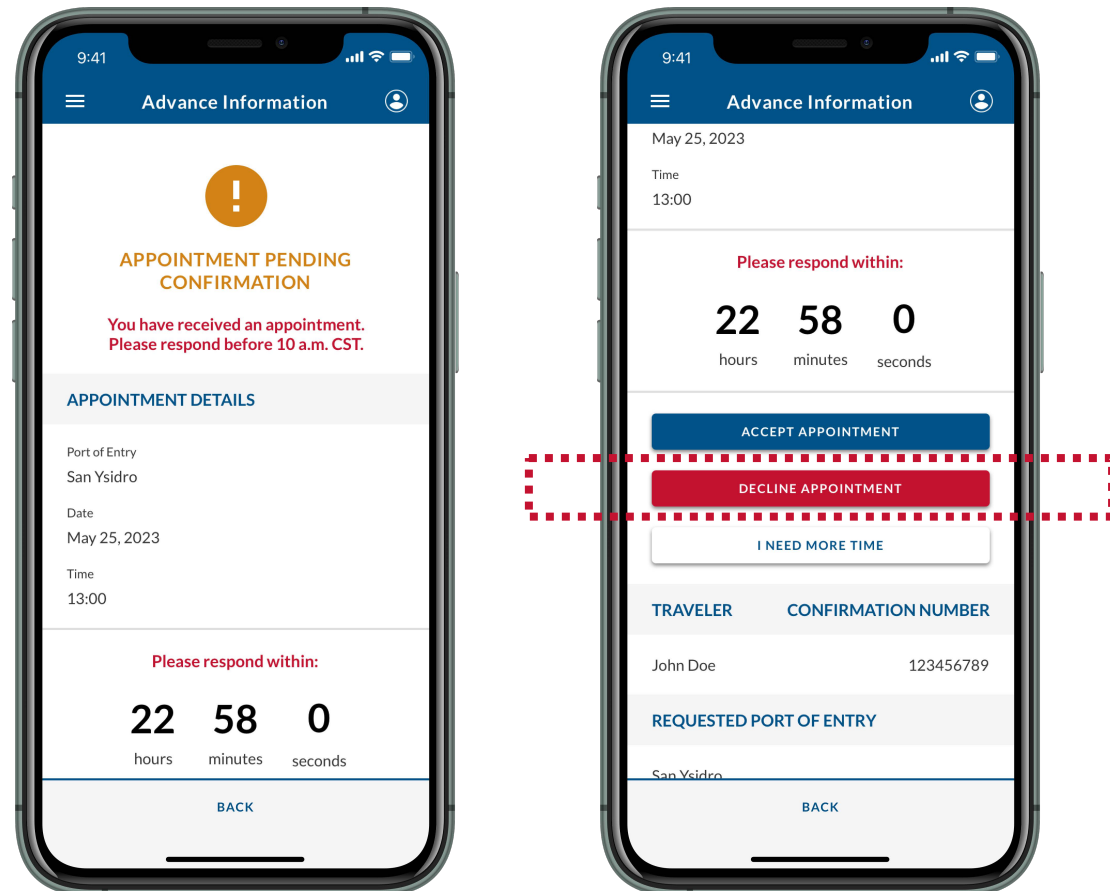 9:41
Advance Information
!
APPOINTMENT PENDING
CONFIRMATION
You have received an appointment.
Please respond before 10 a.m. CST.
APPOINTMENT DETAILS
Port of Entry
San Ysidro
Date
May 25, 2023
Time
13:00
Please respond within:
22 58 0
hours minutes seconds
BACK
9:41
Advance Information
May 25, 2023
Time
13:00
Please respond within:
22 58 0
hours minutes seconds
ACCEPT APPOINTMENT
DECLINE APPOINTMENT
I NEED MORE TIME
TRAVELER CONFIRMATION NUMBER
John Doe 123456789
REQUESTED PORT OF ENTRY
San Ysidro
BACK